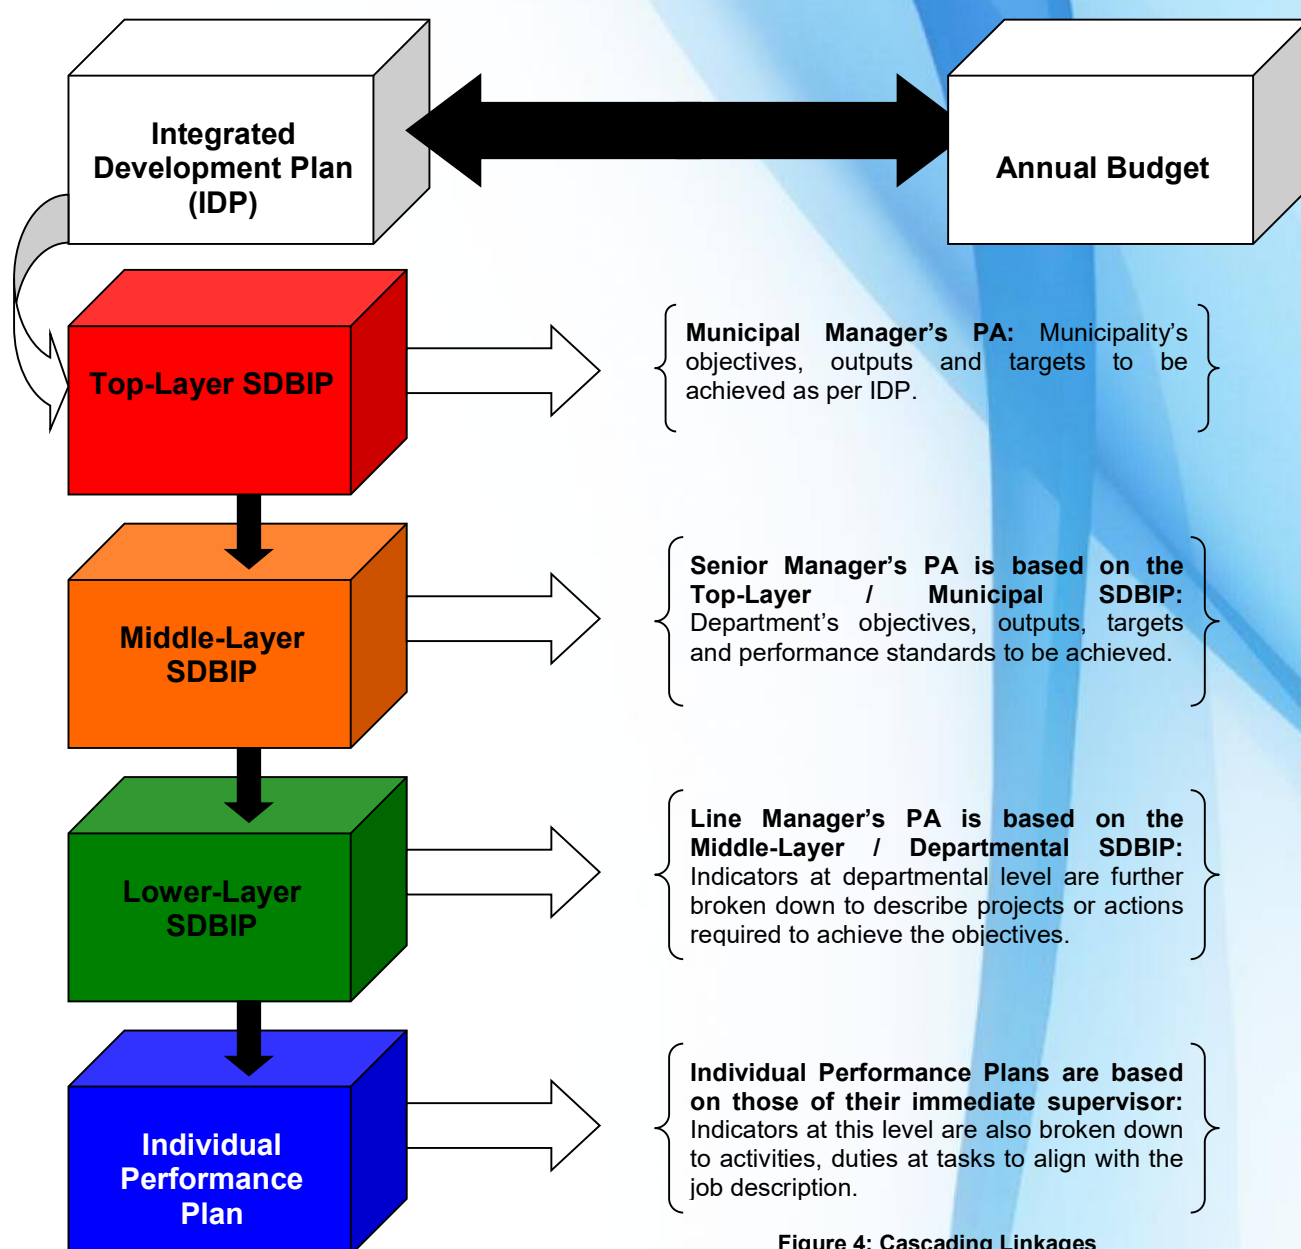 Integrated
Development Plan
(IDP)
Annual Budget
Top-Layer SDBIP
Municipal Manager’s PA: Municipality’s
objectives, outputs and targets to be
achieved as per IDP.
Middle-Layer
SDBIP
Senior Manager’s PA is based on the
Top-Layer / Municipal SDBIP:
Department’s objectives, outputs, targets
and performance standards to be achieved.
Lower-Layer
SDBIP
Line Manager’s PA is based on the
Middle-Layer / Departmental SDBIP:
Indicators at departmental level are further
broken down to describe projects or actions
required to achieve the objectives.
Individual
Performance
Plan
Individual Performance Plans are based
on those of their immediate supervisor:
Indicators at this level are also broken down
to activities, duties at tasks to align with the
job description.
Figure 4: Cascading Linkages